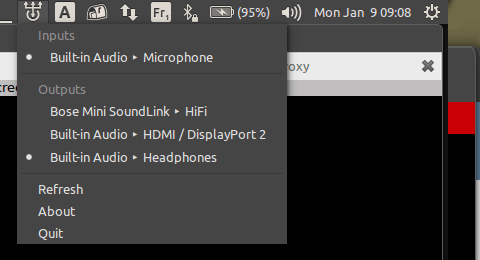 A Fr1 (95%) Mon Jan 9 09:08
Inputs
Built-in Audio ▸ Microphone
oxy
Outputs
Bose Mini SoundLink ▸ HiFi
Built-in Audio ▸ HDMI / DisplayPort 2
Built-in Audio ▸ Headphones
Refresh
About
Quit